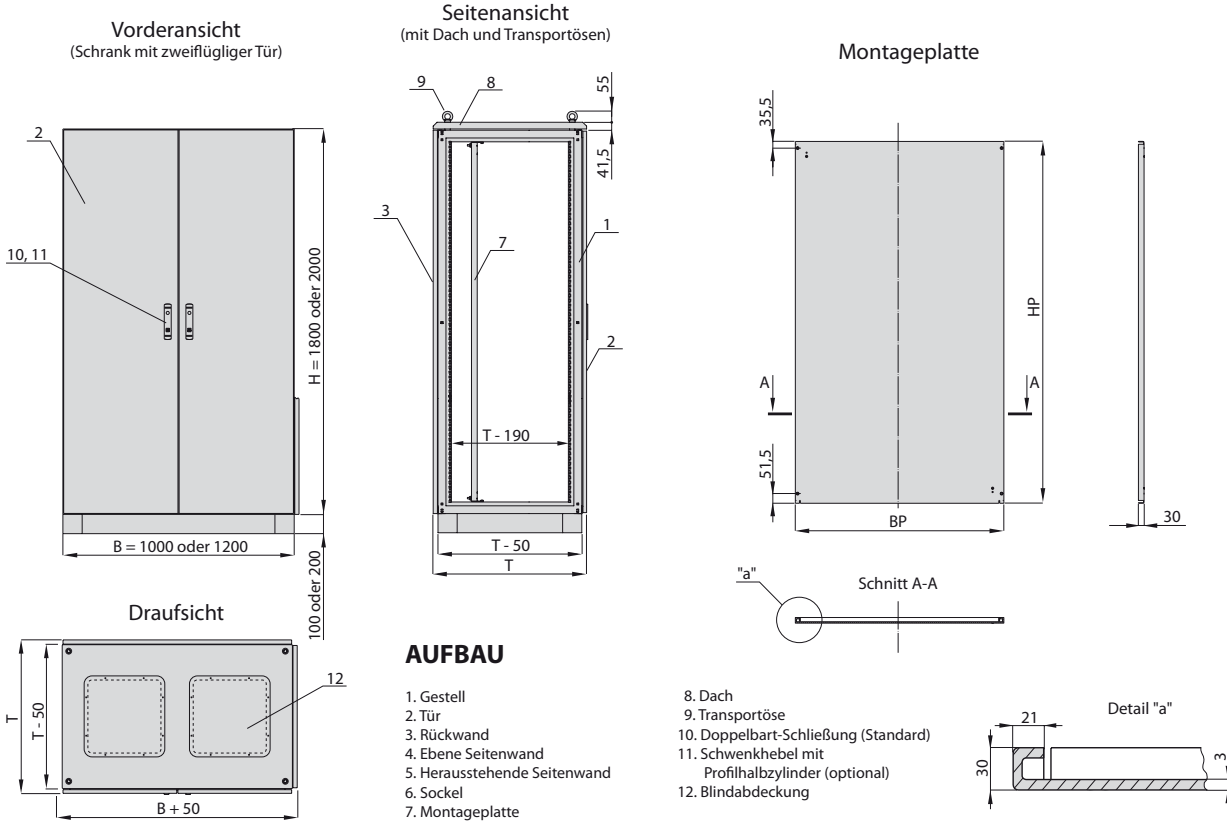 Vorderansicht
(Schrank mit zweiflügliger Tür)
2
10, 11
H = 1800 oder 2000
B = 1000 oder 1200
100 oder 200
Seitenansicht
(mit Dach und Transportösen)
9
8
55
41,5
3
1
7
2
T - 190
T - 50
T
Montageplatte
35,5
HP
A
A
51,5
BP
30
"a"
Schnitt A-A
Draufsicht
12
T
T - 50
B + 50
AUFBAU
1. Gestell
2. Tür
3. Rückwand
4. Ebene Seitenwand
5. Herausstehende Seitenwand
6. Sockel
7. Montageplatte
8. Dach
9. Transportöse
10. Doppelbart-Schließung (Standard)
11. Schwenkhebel mit
Profilhalbzylinder (optional)
12. Blindabdeckung
Detail "a"
21
30
3